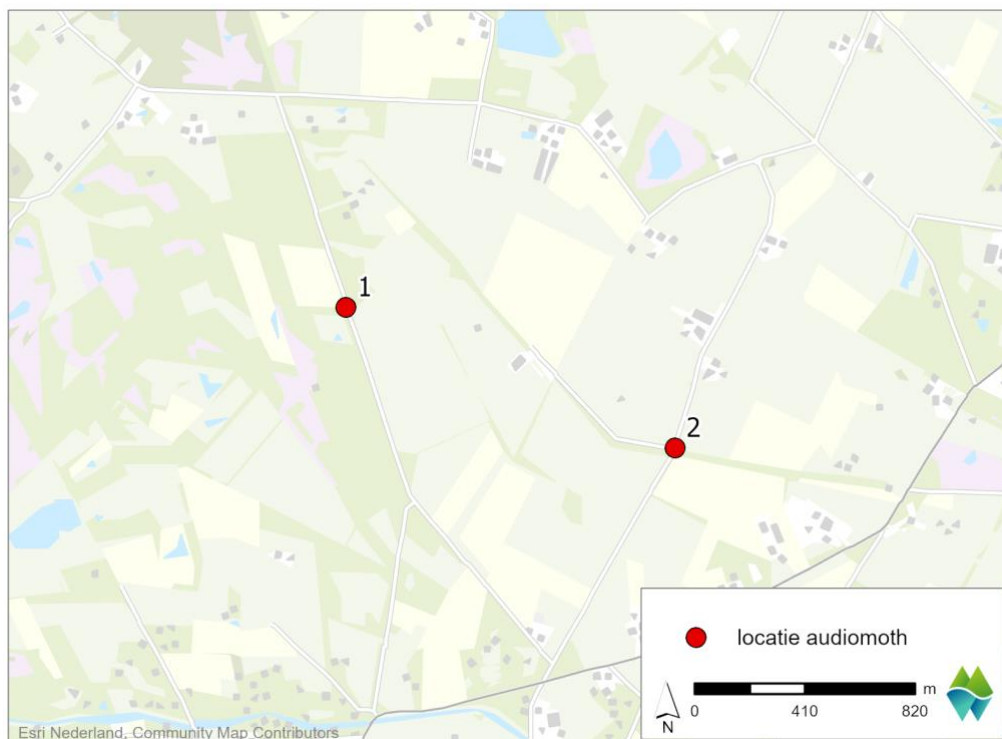 1
2
locatie audiomoth
m
N
0 410 820
Esri Nederland, Community Map Contributors